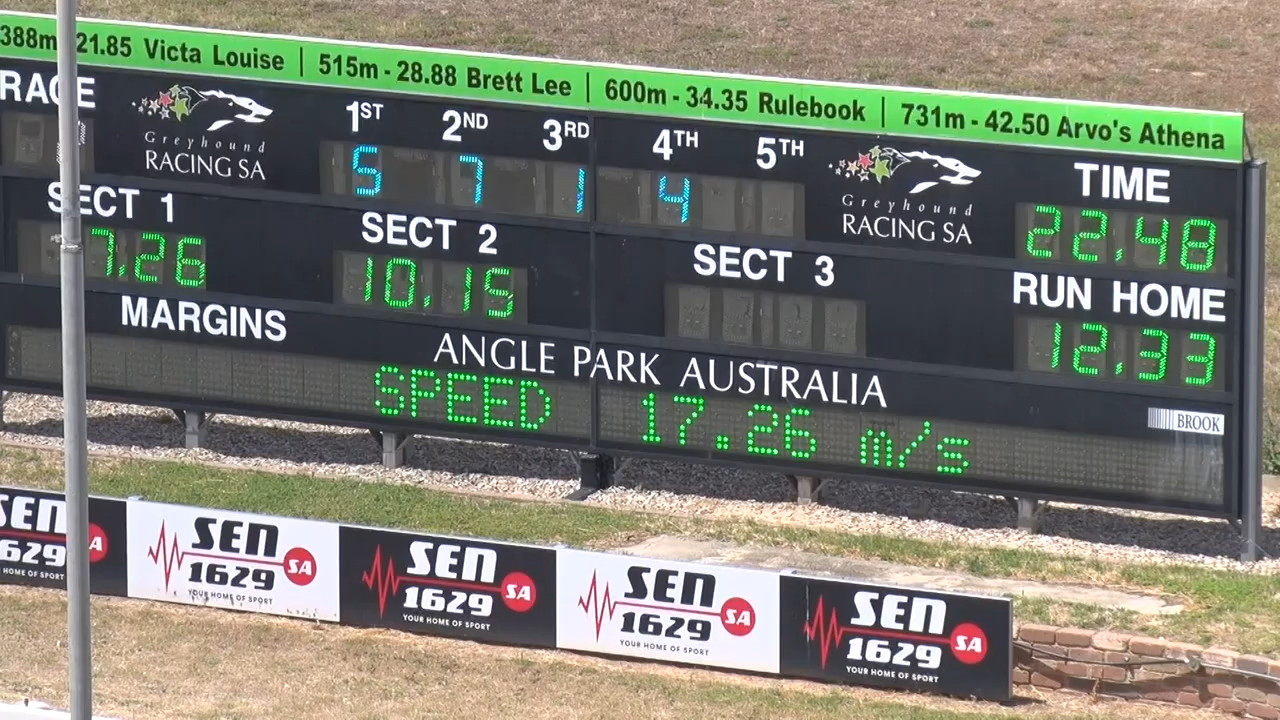 388m 21.85 Victa Louise | 515m - 28.88 Brett Lee | 600m - 34.35 Rulebook | 731m - 42.50 Arvo's Athena
RACE
Greyhound
RACING SA
1ST 2ND 3RD 4TH 5TH
5 7 1 4
Greyhound
RACING SA
TIME
22.48
SECT 1
7.26
SECT 2
10.15
SECT 3
RUN HOME
12.33
MARGINS
ANGLE PARK AUSTRALIA
SPEED 17.26 m/s
BROOK
SEN
1629
SA
HOME OF SPORT
SEN
1629
SA
YOUR HOME OF SPORT
SEN
1629
SA
YOUR HOME OF SPORT
SEN
1629
SA
YOUR HOME OF SPORT
SEN
1629
SA
YOUR HOME OF SPORT